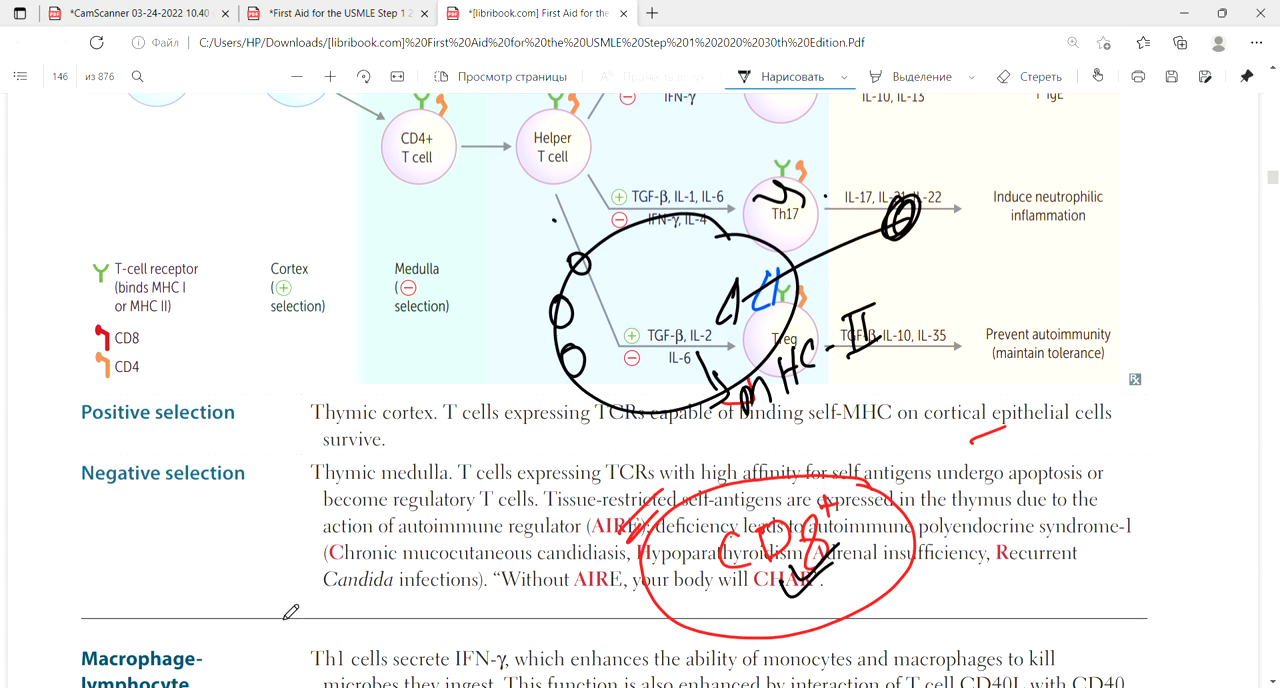 *CamScanner 03-24-2022 10.40
*First Aid for the USMLE Step 1 2
*[libribook.com] First Aid for the
Файл
C:/Users/HP/Downloads/[libribook.com]%20First%20Aid%20for%20the%20USMLE%20Step%201%202020%2030th%20Edition.Pdf
146 из 876
Просмотр страницы
Нарисовать
Выделение
Стереть
IFN-γ
IL-10, IL-13
↑ IgE
CD4+
T cell
Helper
T cell
TGF-β, IL-1, IL-6
IFN-γ, IL-4
Th17
IL-17, IL-21, IL-22
Induce neutrophilic
inflammation
T-cell receptor
(binds MHC I
or MHC II)
Cortex
(+
selection)
Medulla
(−
selection)
CD8
CD4
TGF-β, IL-2
IL-6
Treg
TGF-β, IL-10, IL-35
Prevent autoimmunity
(maintain tolerance)
MHC-II
Rx
Positive selection
Thymic cortex. T cells expressing TCRs capable of binding self-MHC on cortical epithelial cells
survive.
Negative selection
Thymic medulla. T cells expressing TCRs with high affinity for self antigens undergo apoptosis or
become regulatory T cells. Tissue-restricted self-antigens are expressed in the thymus due to the
action of autoimmune regulator (AIRE); deficiency leads to autoimmune polyendocrine syndrome-1
(Chronic mucocutaneous candidiasis, Hypoparathyroidism, Adrenal insufficiency, Recurrent
Candida infections). “Without AIRE, your body will CHAR”.
CD8+
Macrophage-
lymphocyte
Th1 cells secrete IFN-γ, which enhances the ability of monocytes and macrophages to kill
microbes they ingest. This function is also enhanced by interaction of T cell CD40L with CD40